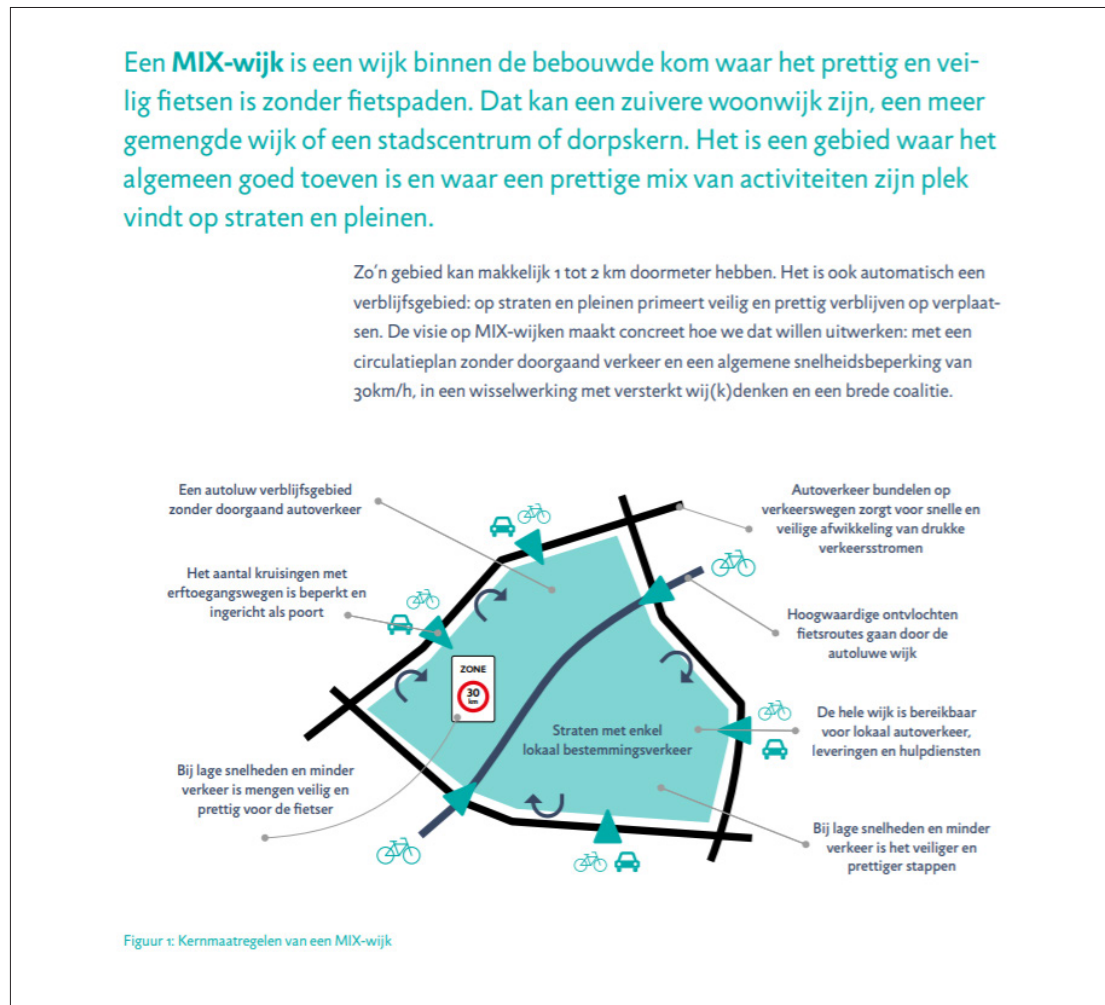 Een MIX-wijk is een wijk binnen de bebouwde kom waar het prettig en vei-
lig fietsen is zonder fietspaden. Dat kan een zuivere woonwijk zijn, een meer
gemengde wijk of een stadscentrum of dorpskern. Het is een gebied waar het
algemeen goed toeven is en waar een prettige mix van activiteiten zijn plek
vindt op straten en pleinen.
Zo'n gebied kan makkelijk 1 tot 2 km doormeter hebben. Het is ook automatisch een
verblijfsgebied: op straten en pleinen primeert veilig en prettig verblijven op verplaat-
sen. De visie op MIX-wijken maakt concreet hoe we dat willen uitwerken: met een
circulatieplan zonder doorgaand verkeer en een algemene snelheidsbeperking van
30km/h, in een wisselwerking met versterkt wij(k)denken en een brede coalitie.
Een autoluw verblijfsgebied
zonder doorgaand autoverkeer
Autoverkeer bundelen op
verkeerswegen zorgt voor snelle en
veilige afwikkeling van drukke
verkeersstromen
Het aantal kruisingen met
erftoegangswegen is beperkt en
ingericht als poort
Hoogwaardige ontvlochten
fietsroutes gaan door de
autoluwe wijk
ZONE
30
km
Straten met enkel
lokaal bestemmingsverkeer
De hele wijk is bereikbaar
voor lokaal autoverkeer,
leveringen en hulpdiensten
Bij lage snelheden en minder
verkeer is mengen veilig en
prettig voor de fietser
Bij lage snelheden en minder
verkeer is het veiliger en
prettiger stappen
Figuur 1: Kernmaatregelen van een MIX-wijk